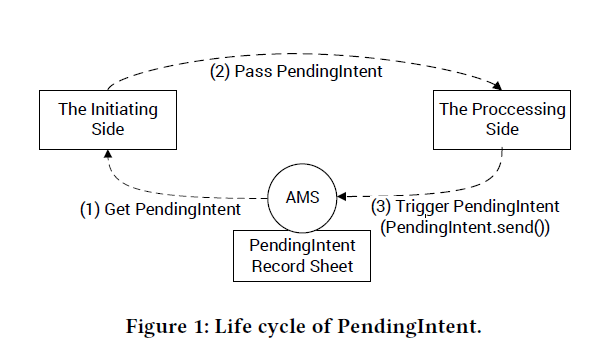 (2) Pass PendingIntent
The Initiating
Side
The Proccessing
Side
(1) Get PendingIntent
AMS
(3) Trigger PendingIntent
(PendingIntent.send())
PendingIntent
Record Sheet
Figure 1: Life cycle of PendingIntent.